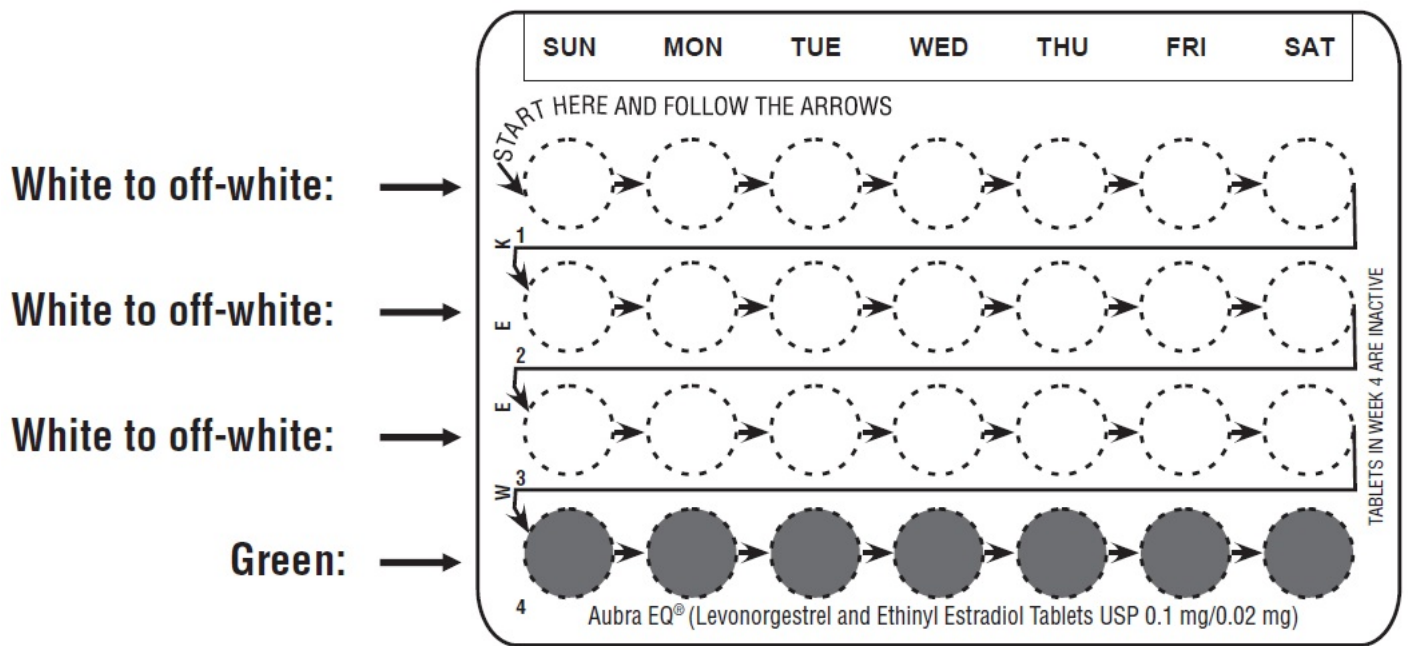 SUN MON TUE WED THU FRI SAT
START HERE AND FOLLOW THE ARROWS
White to off-white:
1
White to off-white:
2
White to off-white:
3
Green:
4
WEEK
TABLETS IN WEEK 4 ARE INACTIVE
Aubra EQ® (Levonorgestrel and Ethinyl Estradiol Tablets USP 0.1 mg/0.02 mg)